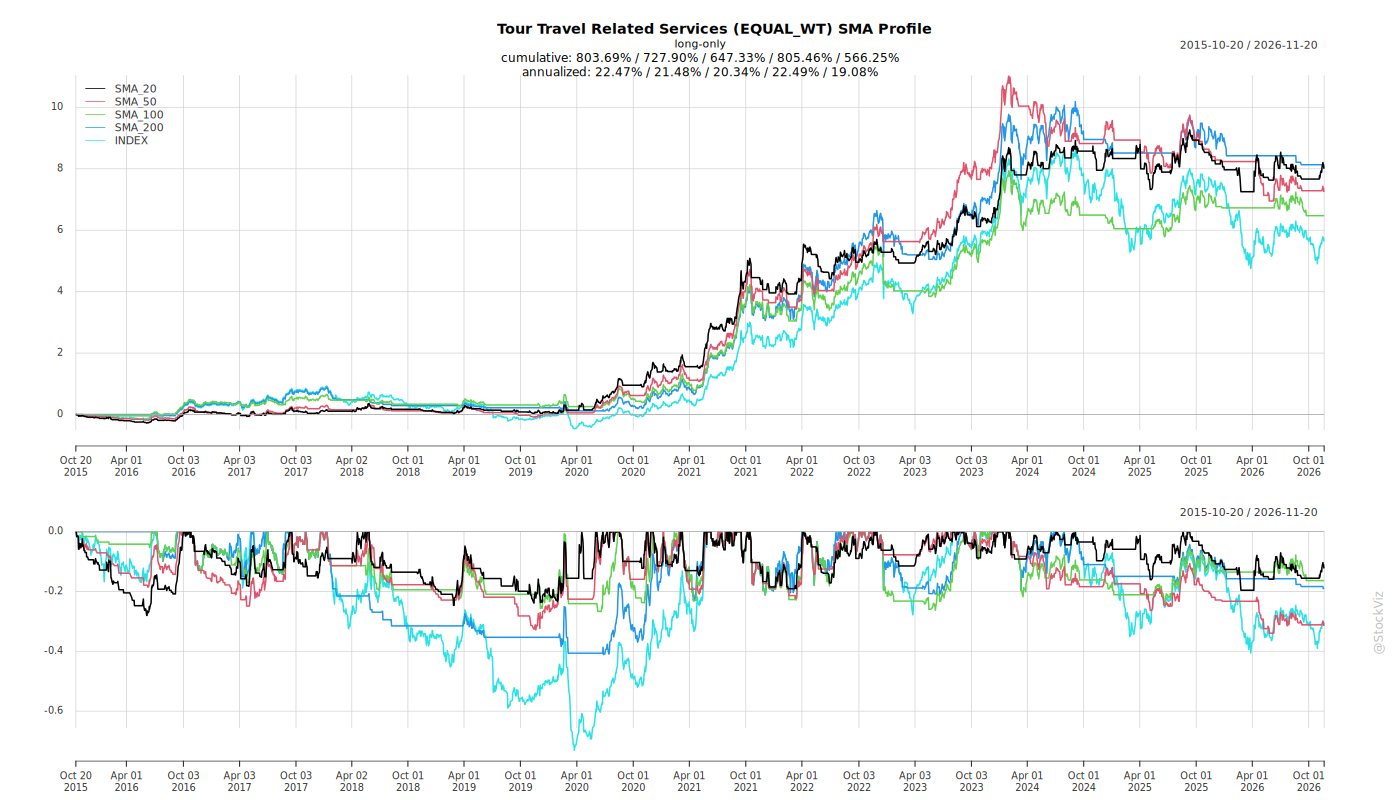 Tour Travel Related Services (EQUAL_WT) SMA Profile
long-only
cumulative: 803.69% / 727.90% / 647.33% / 805.46% / 566.25%
annualized: 22.47% / 21.48% / 20.34% / 22.49% / 19.08%
2015-10-20 / 2026-11-20
SMA_20
SMA_50
SMA_100
SMA_200
INDEX
10
8
6
4
2
0
Oct 20 Apr 01 Oct 03 Apr 03 Oct 03 Apr 02 Oct 01 Apr 01 Oct 01 Apr 01 Oct 01 Apr 01 Oct 01 Apr 01 Oct 03 Apr 03 Oct 03 Apr 01 Oct 01 Apr 01 Oct 01 Apr 01 Oct 01
2015 2016 2016 2017 2017 2018 2018 2019 2019 2020 2020 2021 2021 2022 2022 2023 2023 2024 2024 2025 2025 2026 2026
2015-10-20 / 2026-11-20
0.0
-0.2
-0.4
-0.6
Oct 20 Apr 01 Oct 03 Apr 03 Oct 03 Apr 02 Oct 01 Apr 01 Oct 01 Apr 01 Oct 01 Apr 01 Oct 01 Apr 01 Oct 03 Apr 03 Oct 03 Apr 01 Oct 01 Apr 01 Oct 01 Apr 01 Oct 01
2015 2016 2016 2017 2017 2018 2018 2019 2019 2020 2020 2021 2021 2022 2022 2023 2023 2024 2024 2025 2025 2026 2026
@StockViz